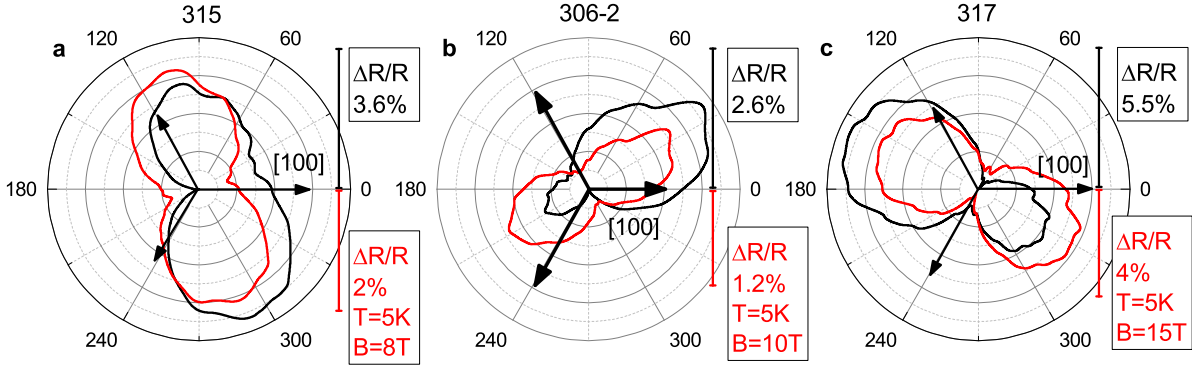 315
306-2
317
a
120
60
ΔR/R
3.6%
b
120
60
ΔR/R
2.6%
c
120
60
ΔR/R
5.5%
[100]
180
0
[100]
180
0
[100]
180
0
ΔR/R
2%
T=5K
B=8T
240
300
ΔR/R
1.2%
T=5K
B=10T
240
300
ΔR/R
4%
T=5K
B=15T
240
300